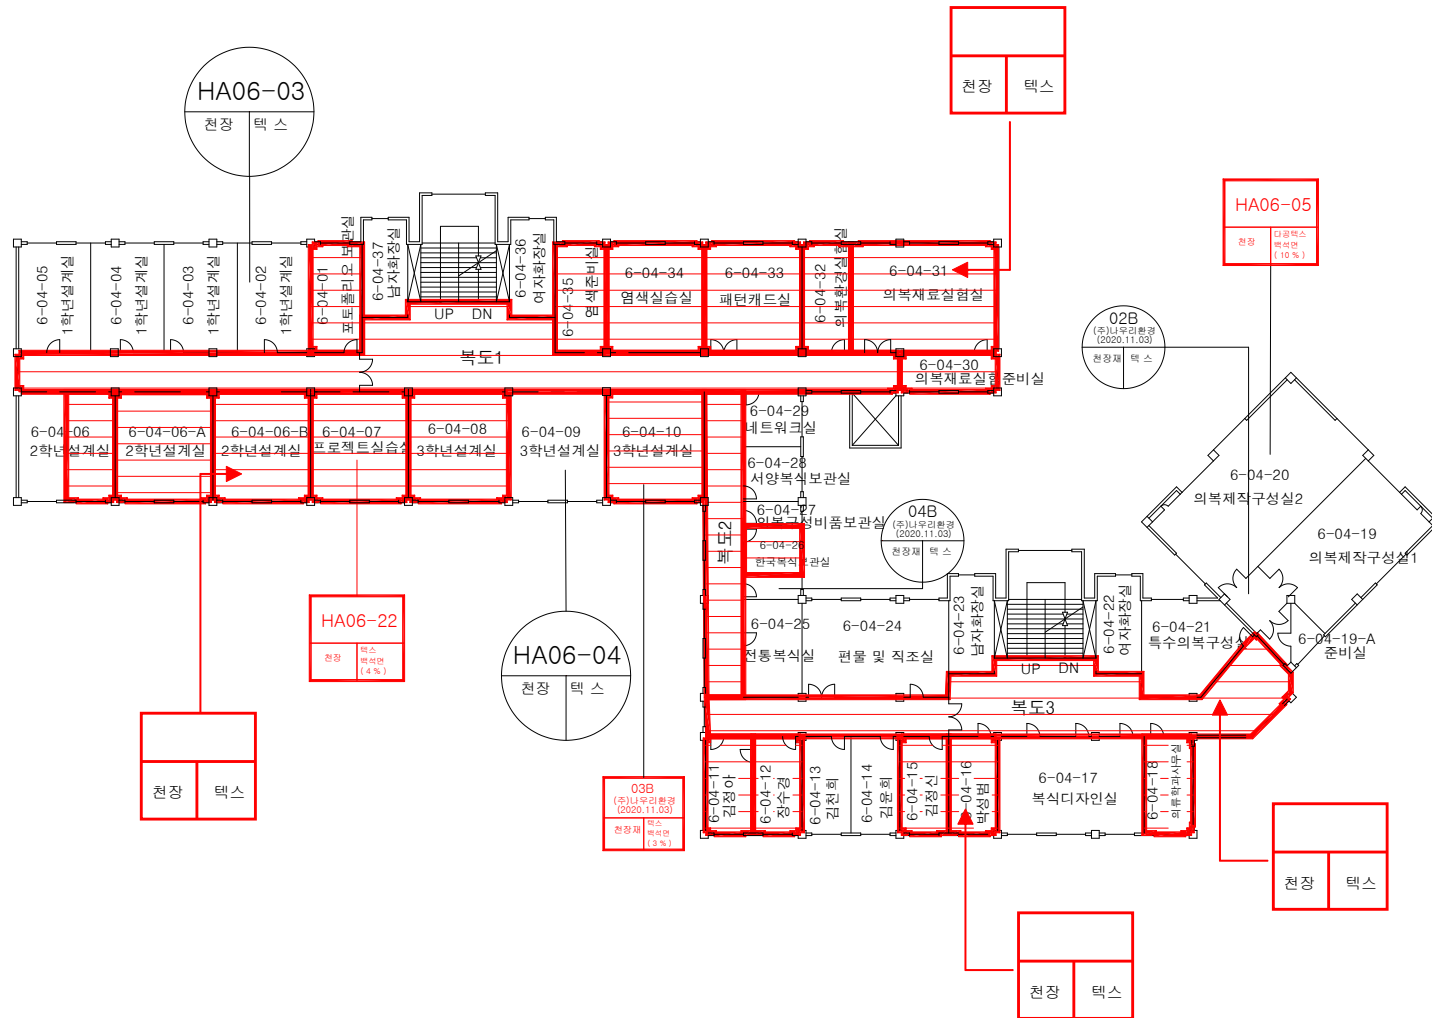 천장 텍스
HA06-03
천장 텍 스
HA06-05
천장
다공텍스
백석면
(10%)
6-04-05
1학년설계실
6-04-04
1학년설계실
6-04-03
1학년설계실
6-04-02
1학년설계실
6-04-01
포토폴리오보관실
6-04-37
남자화장실
UP DN
6-04-36
여자화장실
6-04-35
염색준비실
6-04-34
염색실습실
6-04-33
패턴캐드실
6-04-32
의복환경실험실
6-04-31
의복재료실험실
복도1
6-04-30
의복재료실험준비실
02B
(주)나우리환경
(2020.11.03)
천장재 텍 스
6-04-06
2학년설계실
6-04-06-A
2학년설계실
6-04-06-B
2학년설계실
6-04-07
프로젝트실습실
6-04-08
3학년설계실
6-04-09
3학년설계실
6-04-10
3학년설계실
6-04-29
네트워크실
6-04-28
서양복식보관실
6-04-27
의복구성비품보관실
6-04-26
한국복식보관실
복도2
04B
(주)나우리환경
(2020.11.03)
천장재 텍 스
6-04-20
의복제작구성실2
6-04-19
의복제작구성실1
6-04-25
전통복식실
6-04-24
편물 및 직조실
6-04-23
남자화장실
UP DN
6-04-22
여자화장실
6-04-21
특수의복구성실
6-04-19-A
준비실
HA06-22
천장
텍스
백석면
(4%)
HA06-04
천장 텍 스
복도3
천장 텍스
03B
(주)나우리환경
(2020.11.03)
천장재
텍스
백석면
(3%)
6-04-11
김정아
6-04-12
장수경
6-04-13
김천희
6-04-14
김윤희
6-04-15
김정신
6-04-16
박성범
6-04-17
복식디자인실
6-04-18
의류학과사무실
천장 텍스
천장 텍스